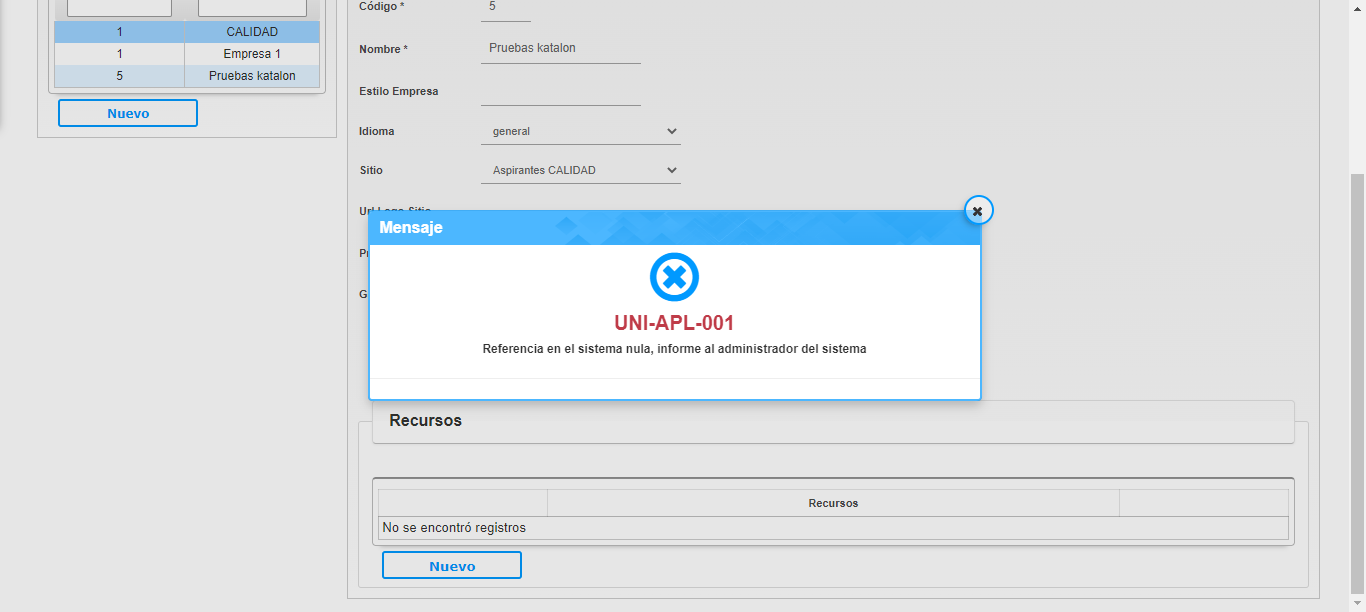 1 CALIDAD
1 Empresa 1
5 Pruebas katalon
Nuevo
Código * 5
Nombre * Pruebas katalon
Estilo Empresa
Idioma general
Sitio Aspirantes CALIDAD
Url Logo Sitio
Mensaje
UNI-APL-001
Referencia en el sistema nula, informe al administrador del sistema
Recursos
Recursos
No se encontró registros
Nuevo